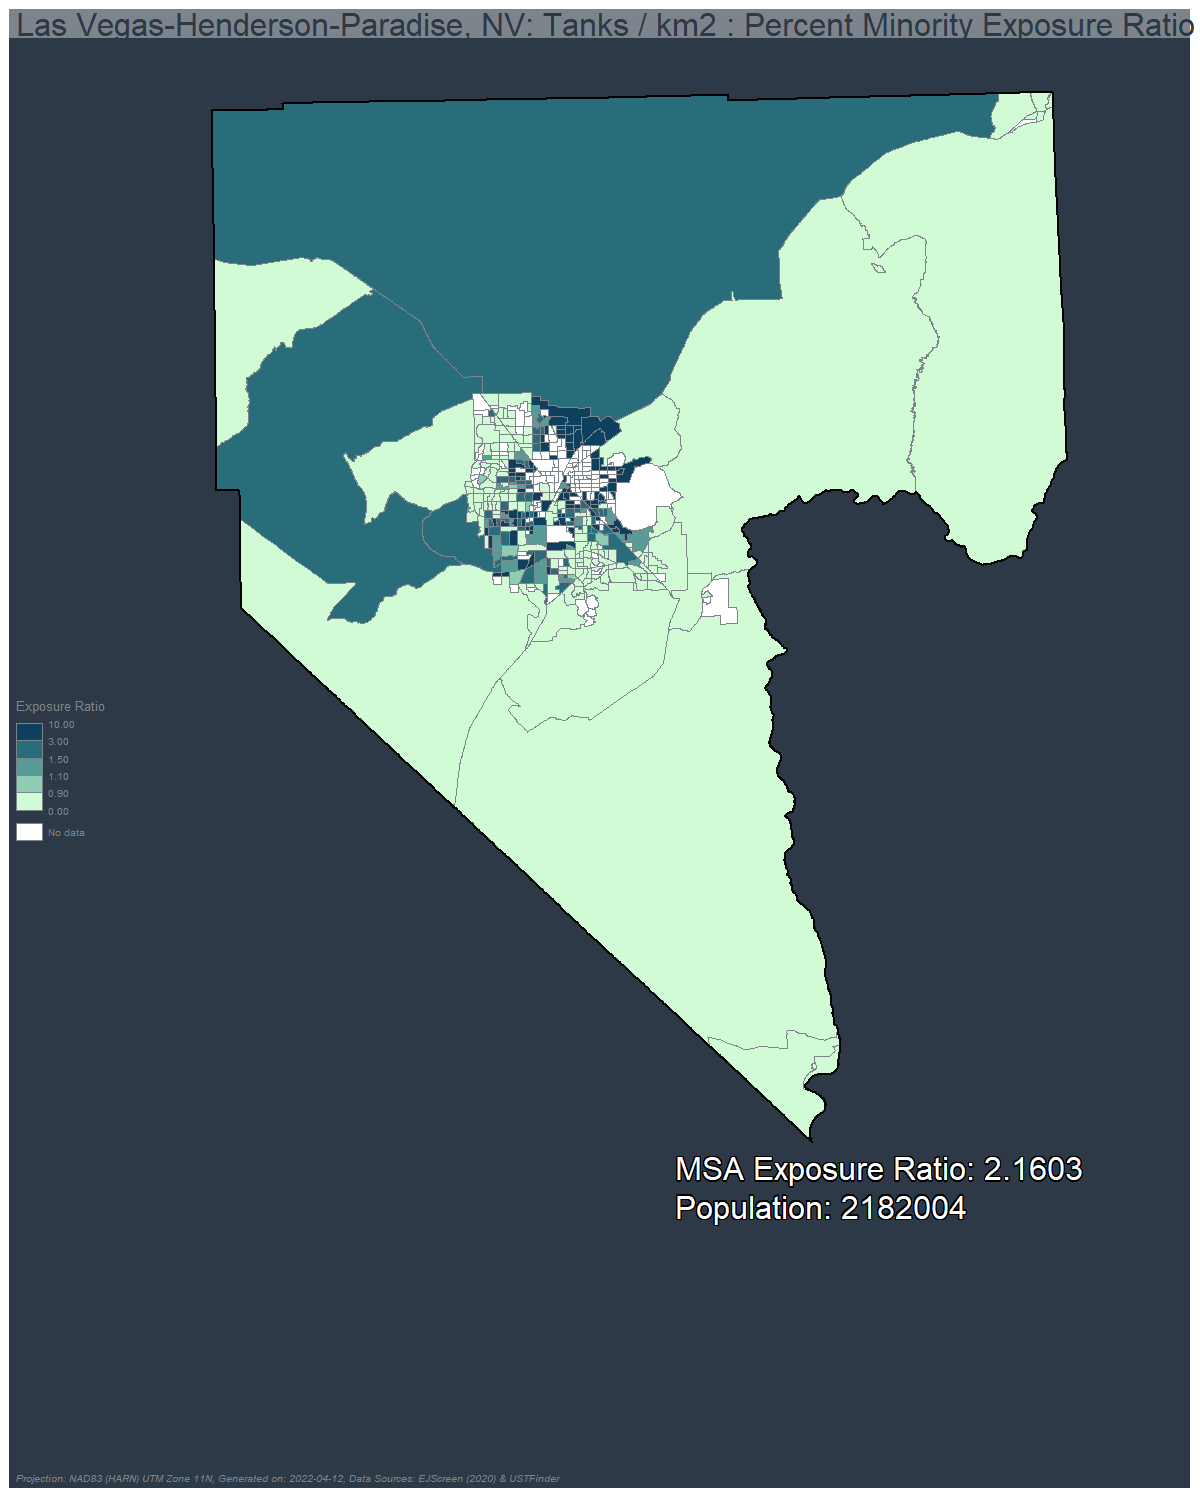 Las Vegas-Henderson-Paradise, NV: Tanks / km2 : Percent Minority Exposure Ratio
Exposure Ratio
10.00
3.00
1.50
1.10
0.90
0.00
No data
MSA Exposure Ratio: 2.1603
Population: 2182004
Projection: NAD83 (HARN) UTM Zone 11N, Generated on: 2022-04-12, Data Sources: EJScreen (2020) & USTFinder